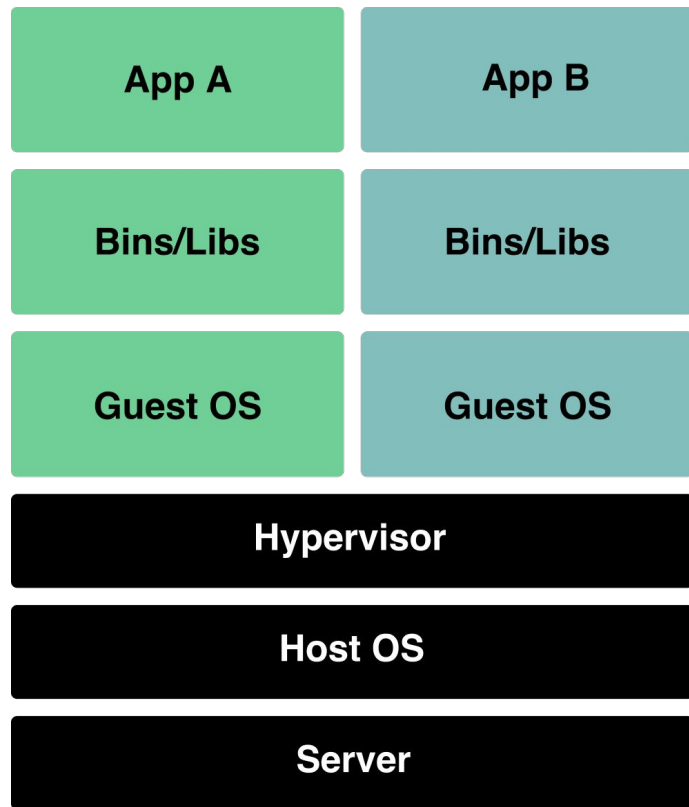 App A
App B
Bins/Libs
Bins/Libs
Guest OS
Guest OS
Hypervisor
Host OS
Server